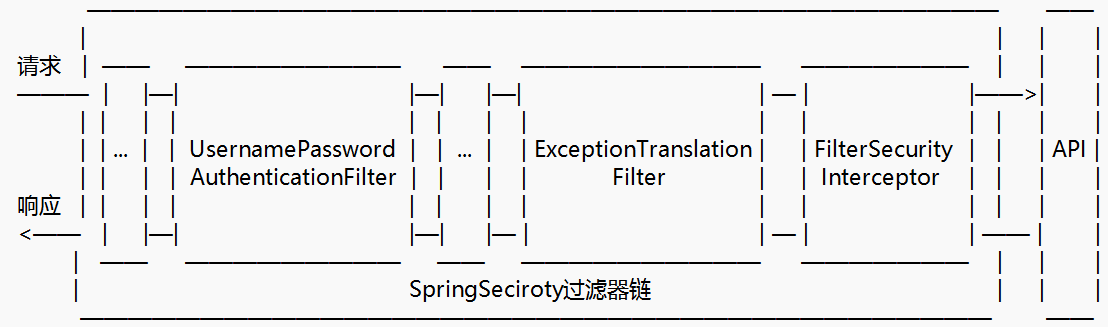 请求
... UsernamePassword ... ExceptionTranslation FilterSecurity API
AuthenticationFilter Filter Interceptor
响应
SpringSeciroty过滤器链